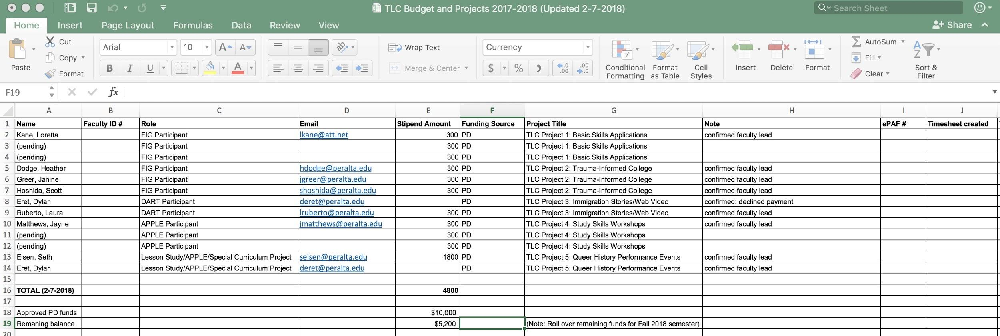 TLC Budget and Projects 2017-2018 (Updated 2-7-2018)
Search Sheet
Home Insert Page Layout Formulas Data Review View
Share
Paste
Cut
Copy
Format
Arial 10
A A
B I U A
Wrap Text
Merge & Center
Currency
$ % )
.0 .00
.00 .0
Conditional Formatting
Format as Table
Cell Styles
Insert
Delete
Format
AutoSum
Fill
Clear
A Z
Sort & Filter
F19 fx
A B C D E F G H I J
1 Name Faculty ID # Role Email Stipend Amount Funding Source Project Title Note ePAF # Timesheet created
2 Kane, Loretta FIG Participant lkane@att.net 300 PD TLC Project 1: Basic Skills Applications confirmed faculty lead
3 (pending) FIG Participant 300 PD TLC Project 1: Basic Skills Applications
4 (pending) FIG Participant 300 PD TLC Project 1: Basic Skills Applications
5 Dodge, Heather FIG Participant hdodge@peralta.edu 300 PD TLC Project 2: Trauma-Informed College confirmed faculty lead
6 Greer, Janine FIG Participant jgreer@peralta.edu 300 PD TLC Project 2: Trauma-Informed College confirmed faculty lead
7 Hoshida, Scott FIG Participant shoshida@peralta.edu 300 PD TLC Project 2: Trauma-Informed College confirmed faculty lead
8 Eret, Dylan DART Participant deret@peralta.edu PD TLC Project 3: Immigration Stories/Web Video confirmed; declined payment
9 Ruberto, Laura DART Participant lruberto@peralta.edu 300 PD TLC Project 3: Immigration Stories/Web Video confirmed faculty lead
10 Matthews, Jayne APPLE Participant jmatthews@peralta.edu 300 PD TLC Project 4: Study Skills Workshops confirmed faculty lead
11 (pending) APPLE Participant 300 PD TLC Project 4: Study Skills Workshops
12 (pending) APPLE Participant 300 PD TLC Project 4: Study Skills Workshops
13 Eisen, Seth Lesson Study/APPLE/Special Curriculum Project seisen@peralta.edu 1800 PD TLC Project 5: Queer History Performance Events confirmed faculty lead
14 Eret, Dylan Lesson Study/APPLE/Special Curriculum Project deret@peralta.edu PD TLC Project 5: Queer History Performance Events confirmed faculty lead
15
16 TOTAL (2-7-2018) 4800
17
18 Approved PD funds $10,000
19 Remaning balance $5,200 (Note: Roll over remaining funds for Fall 2018 semester)
20